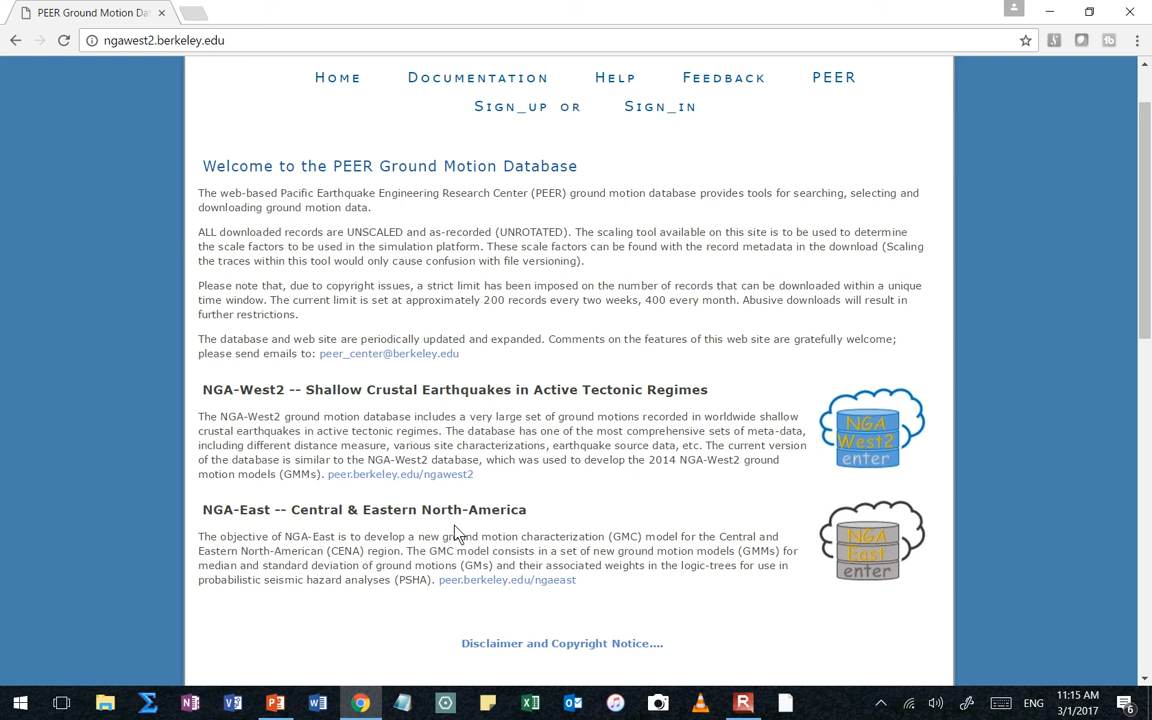 PEER Ground Motion Da
ngawest2.berkeley.edu
Home Documentation Help Feedback PEER
Sign_up or Sign_in
Welcome to the PEER Ground Motion Database
The web-based Pacific Earthquake Engineering Research Center (PEER) ground motion database provides tools for searching, selecting and
downloading ground motion data.
ALL downloaded records are UNSCALED and as-recorded (UNROTATED). The scaling tool available on this site is to be used to determine
the scale factors to be used in the simulation platform. These scale factors can be found with the record metadata in the download (Scaling
the traces within this tool would only cause confusion with file versioning).
Please note that, due to copyright issues, a strict limit has been imposed on the number of records that can be downloaded within a unique
time window. The current limit is set at approximately 200 records every two weeks, 400 every month. Abusive downloads will result in
further restrictions.
The database and web site are periodically updated and expanded. Comments on the features of this web site are gratefully welcome;
please send emails to: peer_center@berkeley.edu
NGA-West2 -- Shallow Crustal Earthquakes in Active Tectonic Regimes
The NGA-West2 ground motion database includes a very large set of ground motions recorded in worldwide shallow
crustal earthquakes in active tectonic regimes. The database has one of the most comprehensive sets of meta-data,
including different distance measure, various site characterizations, earthquake source data, etc. The current version
of the database is similar to the NGA-West2 database, which was used to develop the 2014 NGA-West2 ground
motion models (GMMs). peer.berkeley.edu/ngawest2
NGA
West2
enter
NGA-East -- Central & Eastern North-America
The objective of NGA-East is to develop a new ground motion characterization (GMC) model for the Central and
Eastern North-American (CENA) region. The GMC model consists in a set of new ground motion models (GMMs) for
median and standard deviation of ground motions (GMs) and their associated weights in the logic-trees for use in
probabilistic seismic hazard analyses (PSHA). peer.berkeley.edu/ngaeast
NGA
East
enter
Disclaimer and Copyright Notice....
ENG
11:15 AM
3/1/2017
6